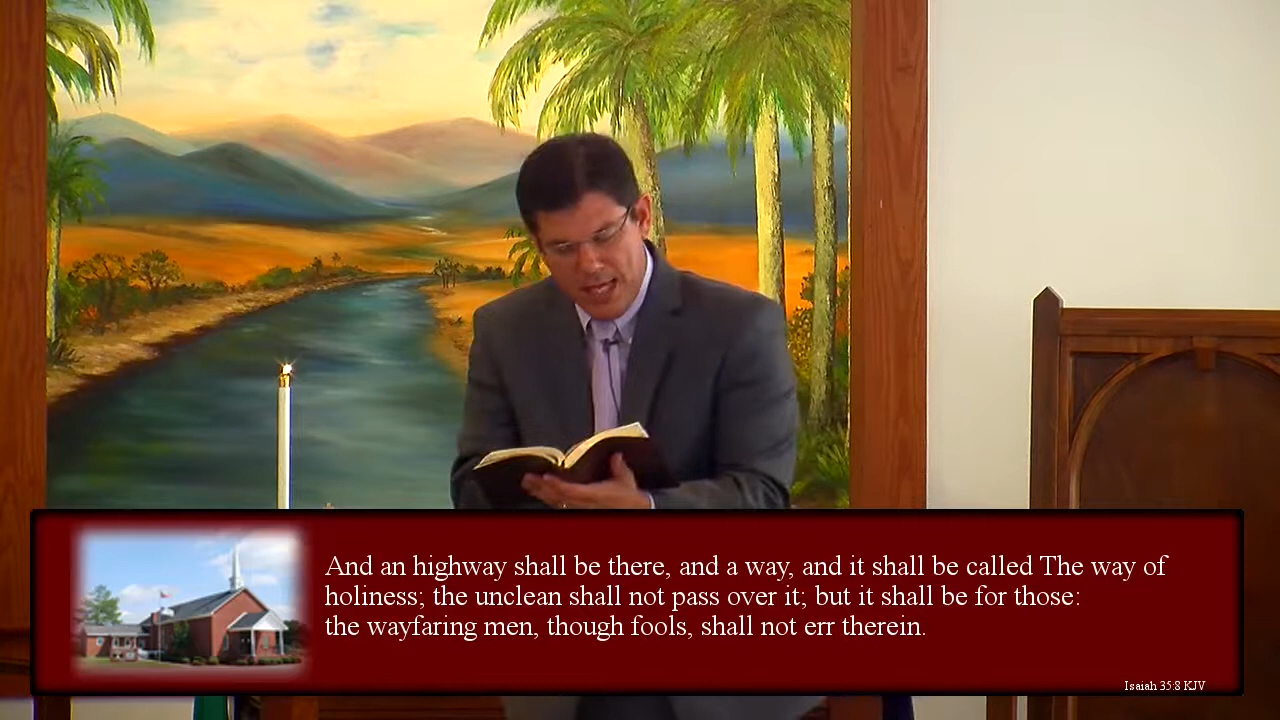 And an highway shall be there, and a way, and it shall be called The way of
holiness; the unclean shall not pass over it; but it shall be for those:
the wayfaring men, though fools, shall not err therein.
Isaiah 35:8 KJV